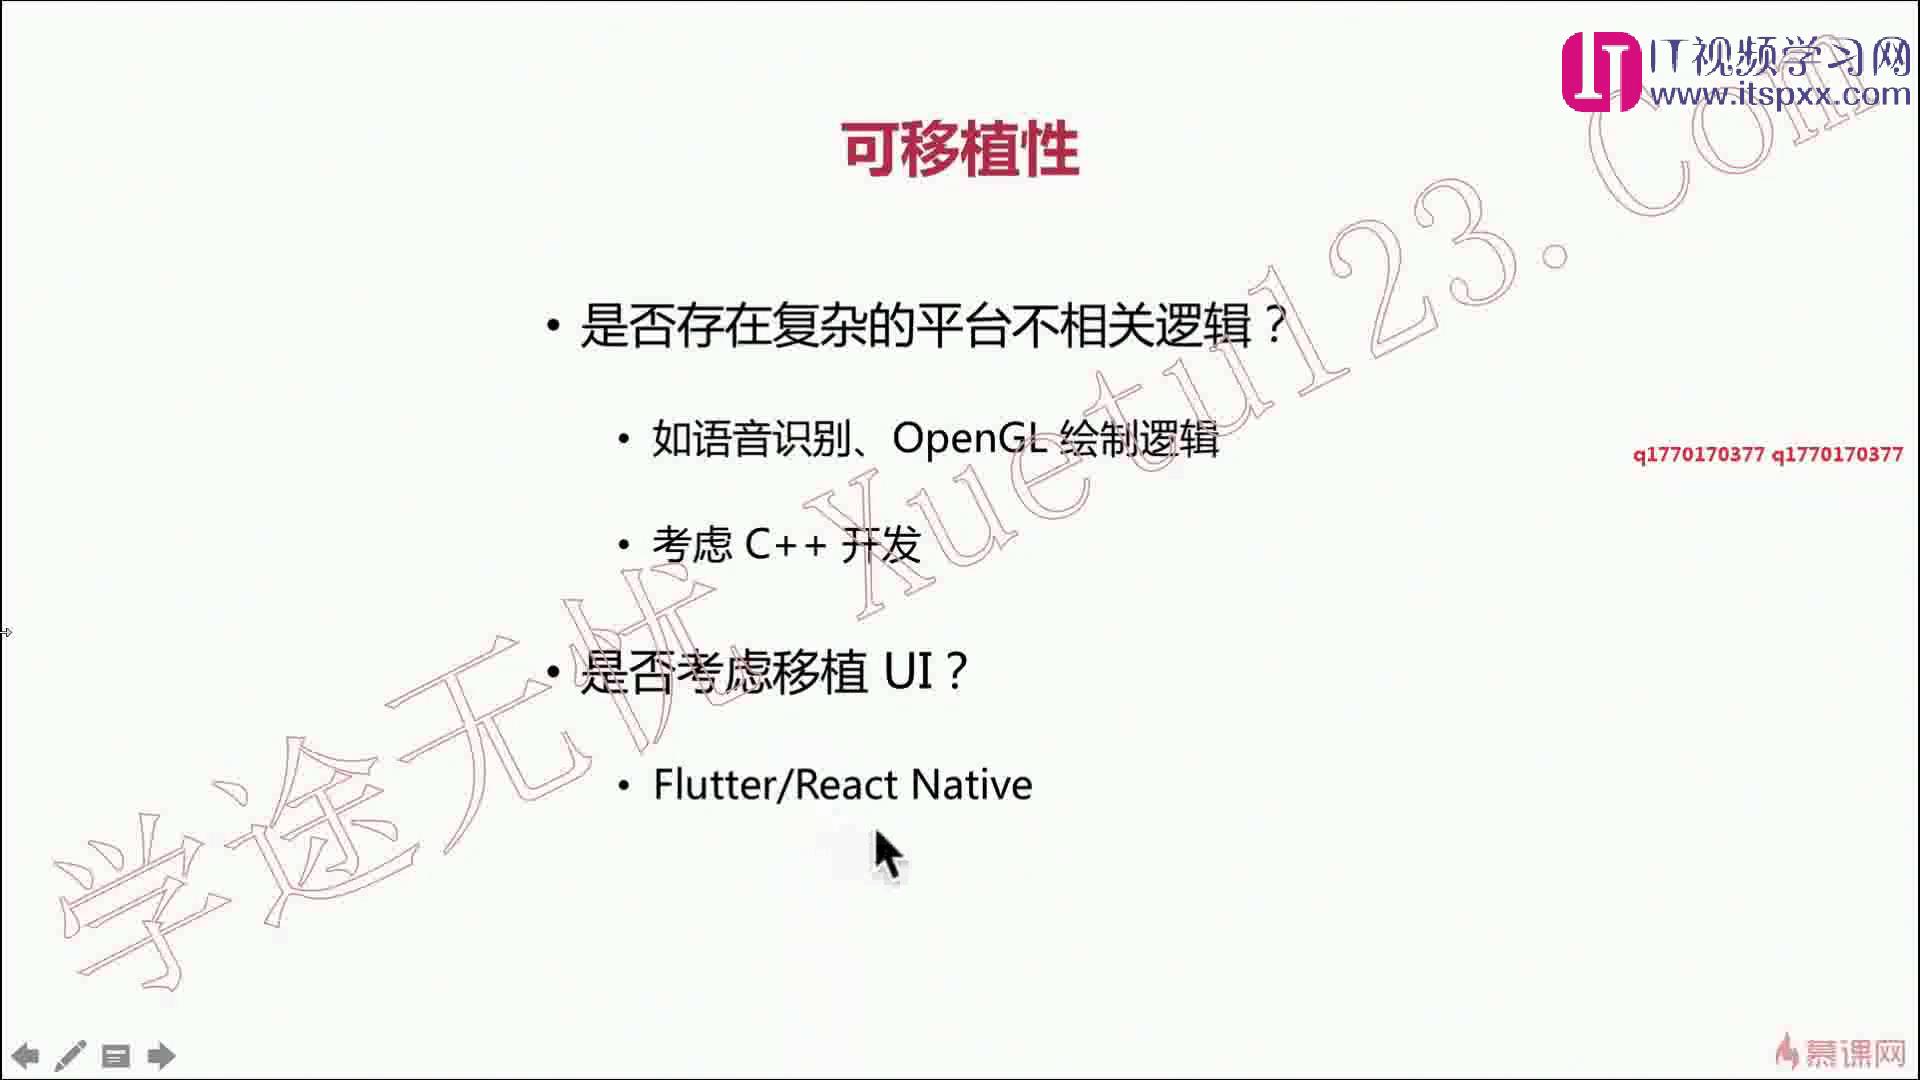 IT视频学习网
www.itspxx.com
可移植性
• 是否存在复杂的平台不相关逻辑？
• 如语音识别、OpenGL 绘制逻辑
q1770170377 q1770170377
• 考虑 C++ 开发
• 是否考虑移植 UI？
• Flutter/React Native
学途无忧 Xuetu123.Com
慕课网